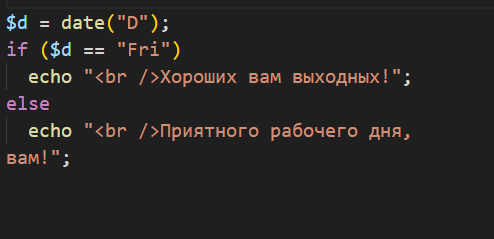 $d = date("D");
if ($d == "Fri")
echo "<br />Хороших вам выходных!";
else
echo "<br />Приятного рабочего дня,
вам!";